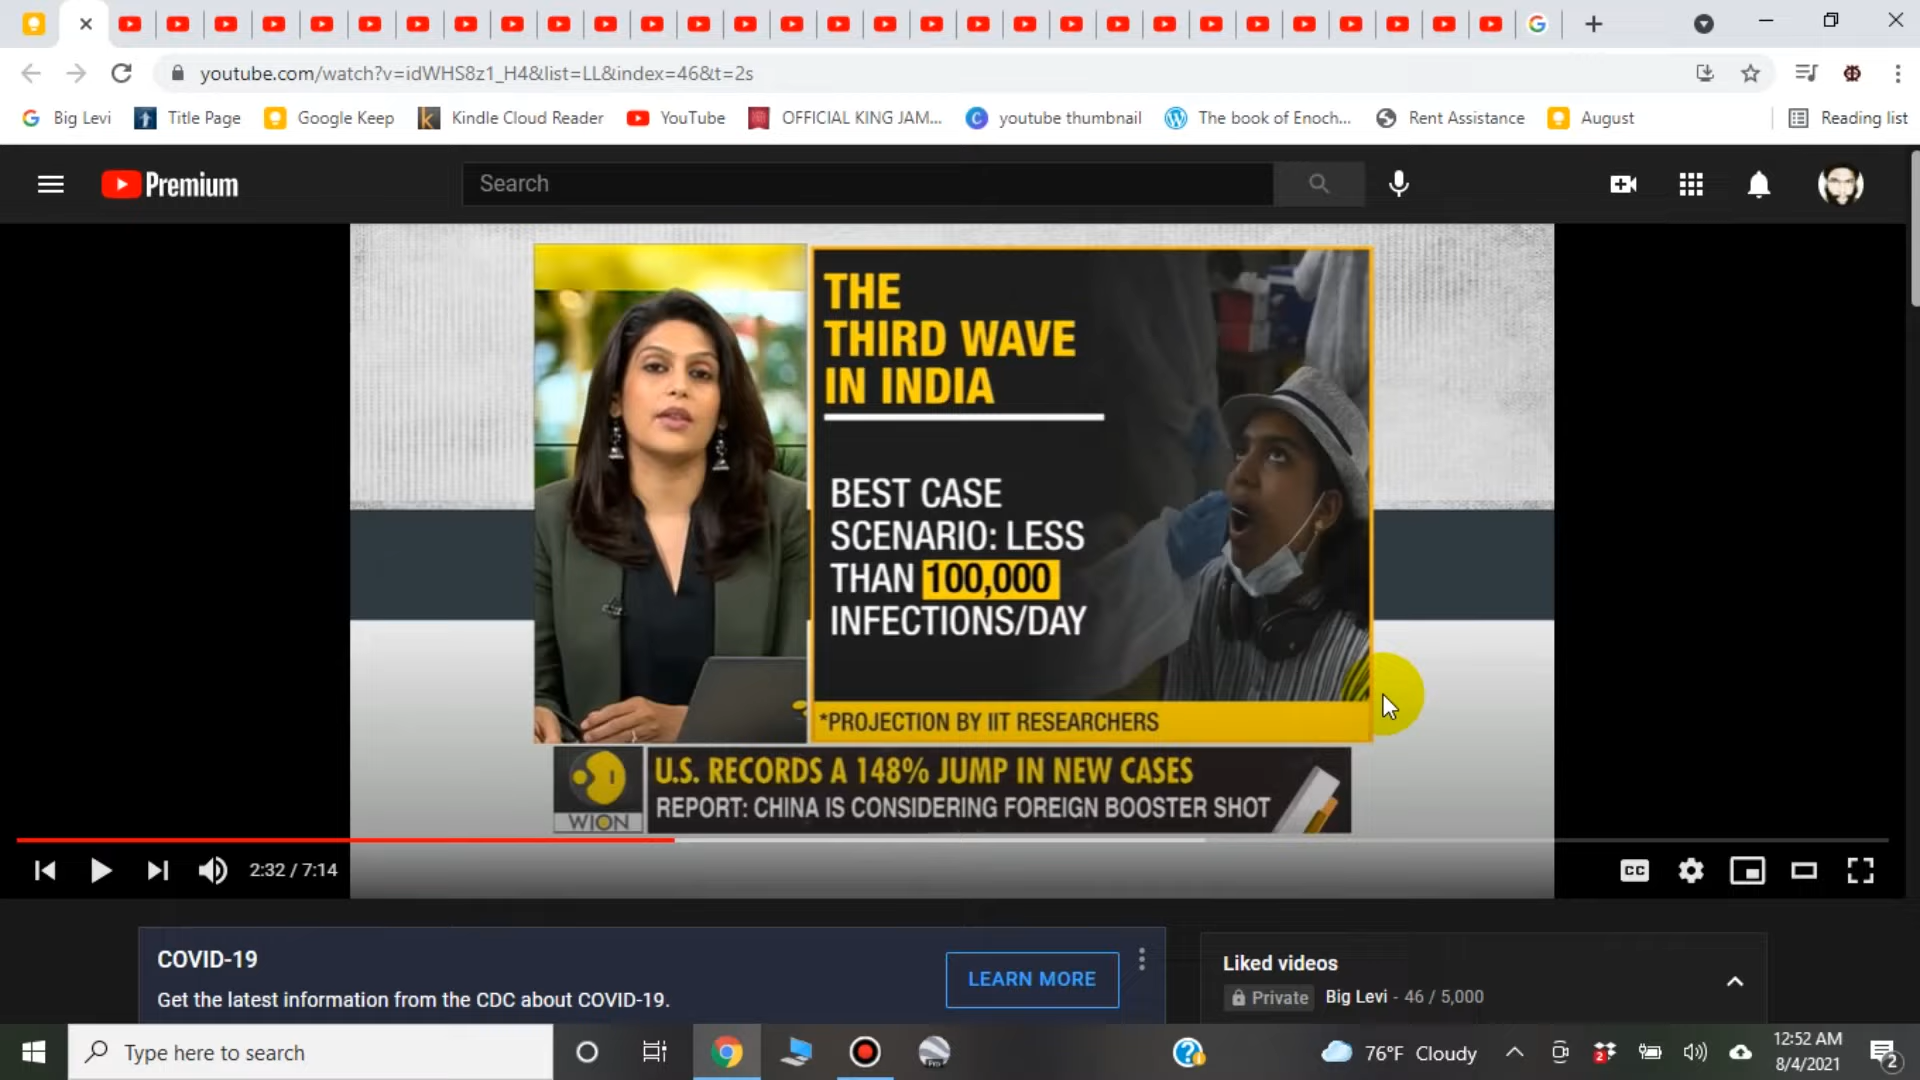 youtube.com/watch?v=idWHS8z1_H4&list=LL&index=46&t=2s
Big Levi
Title Page
Google Keep
Kindle Cloud Reader
YouTube
OFFICIAL KING JAM...
youtube thumbnail
The book of Enoch...
Rent Assistance
August
Reading list
Premium
Search
THE
THIRD WAVE
IN INDIA
BEST CASE
SCENARIO: LESS
THAN 100,000
INFECTIONS/DAY
*PROJECTION BY IIT RESEARCHERS
WION
U.S. RECORDS A 148% JUMP IN NEW CASES
REPORT: CHINA IS CONSIDERING FOREIGN BOOSTER SHOT
2:32 / 7:14
CC
COVID-19
Get the latest information from the CDC about COVID-19.
LEARN MORE
Liked videos
Private Big Levi - 46 / 5,000
Type here to search
76°F Cloudy
12:52 AM
8/4/2021
2
2